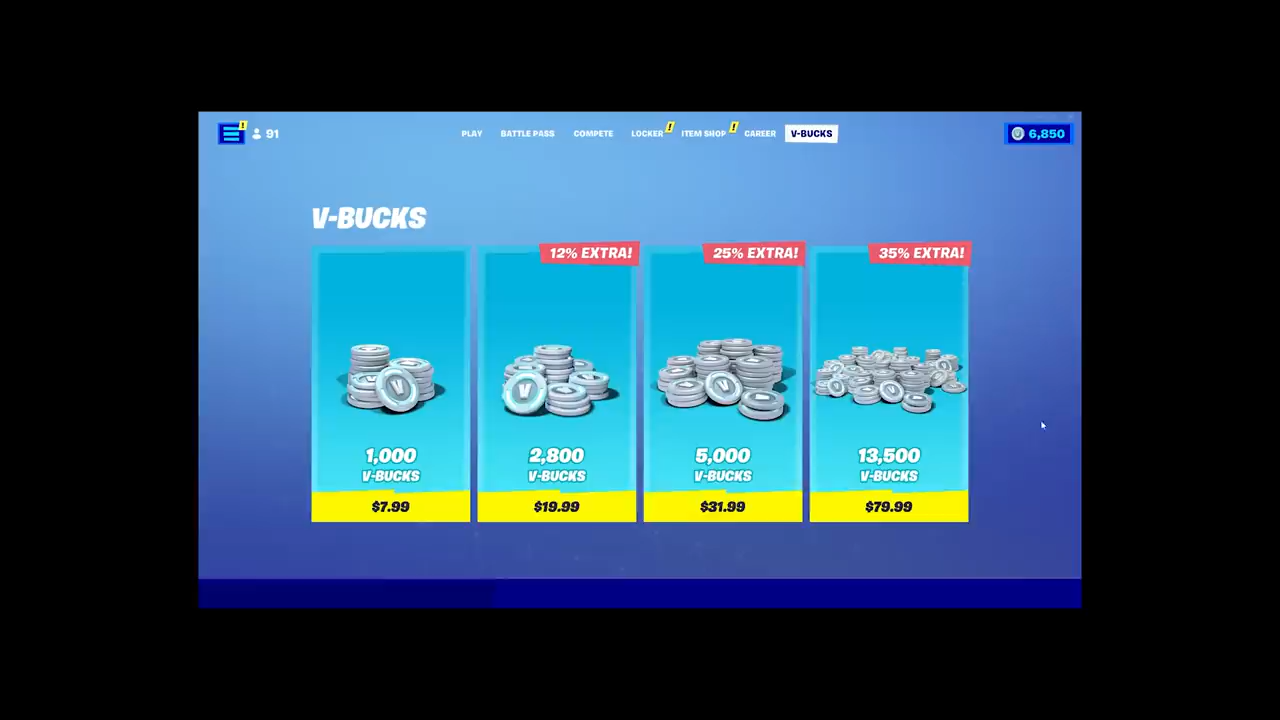 91
PLAY BATTLE PASS COMPETE LOCKER ! ITEM SHOP ! CAREER V-BUCKS
6,850
V-BUCKS
1,000
V-BUCKS
$7.99
12% EXTRA!
2,800
V-BUCKS
$19.99
25% EXTRA!
5,000
V-BUCKS
$31.99
35% EXTRA!
13,500
V-BUCKS
$79.99